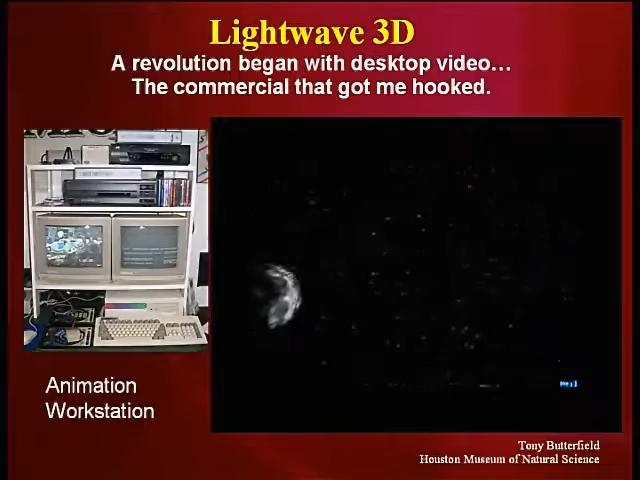 Lightwave 3D
A revolution began with desktop video…
The commercial that got me hooked.
Animation
Workstation
Tony Butterfield
Houston Museum of Natural Science